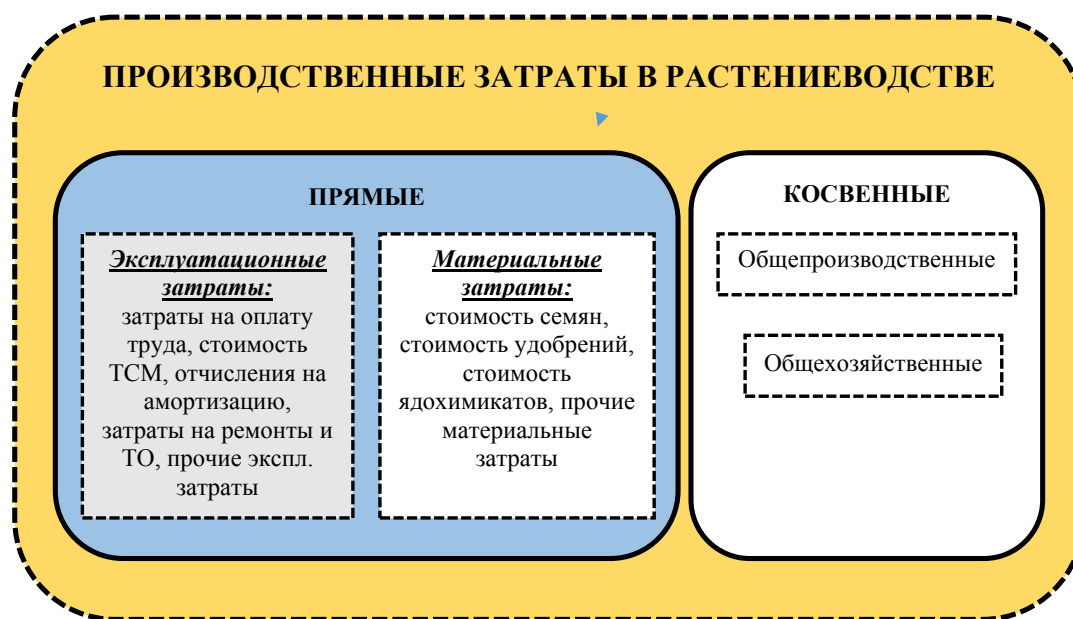 ПРОИЗВОДСТВЕННЫЕ ЗАТРАТЫ В РАСТЕНИЕВОДСТВЕ
ПРЯМЫЕ
Эксплуатационные
затраты:
затраты на оплату
труда, стоимость
ТСМ, отчисления на
амортизацию,
затраты на ремонты и
ТО, прочие экспл.
затраты
Материальные
затраты:
стоимость семян,
стоимость удобрений,
стоимость
ядохимикатов, прочие
материальные
затраты
КОСВЕННЫЕ
Общепроизводственные
Общехозяйственные